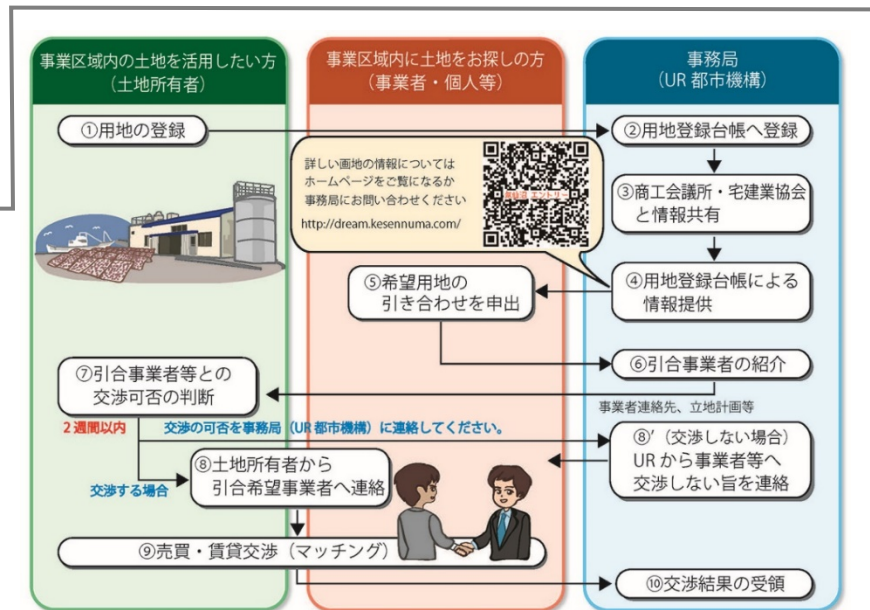 事業区域内の土地を活用したい方
（土地所有者）
事業区域内に土地をお探しの方
（事業者・個人等）
事務局
（UR 都市機構）
①用地の登録
②用地登録台帳へ登録
詳しい画地の情報については
ホームページをご覧になるか
事務局にお問い合わせください
http://dream.kesennuma.com/
気仙沼 エントリー
③商工会議所・宅建業協会
と情報共有
④用地登録台帳による
情報提供
⑤希望用地の
引き合わせを申出
⑥引合事業者の紹介
事業者連絡先、立地計画等
⑦引合事業者等との
交渉可否の判断
2週間以内
交渉の可否を事務局（UR 都市機構）に連絡してください。
⑧’（交渉しない場合）
URから事業者等へ
交渉しない旨を連絡
交渉する場合
⑧土地所有者から
引合希望事業者へ連絡
⑨売買・賃貸交渉（マッチング）
⑩交渉結果の受領